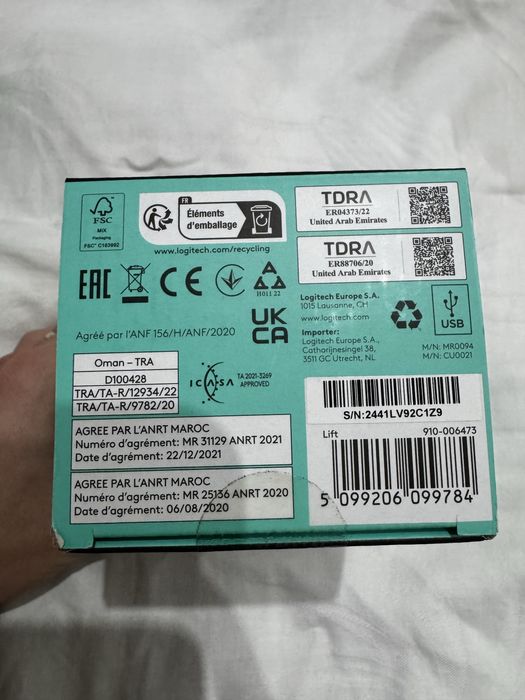 FSC
MIX
Packaging
FSC® C163992
FR
Éléments
d'emballage
www.logitech.com/recycling
TDRA
ER04373/22
United Arab Emirates
TDRA
ER88706/20
United Arab Emirates
EAC
CE
H011 22
UK
CA
Logitech Europe S.A.
1015 Lausanne, CH
www.logitech.com
Importer:
Logitech Europe S.A.,
Catharijnesingel 38,
3511 GC Utrecht, NL
USB
M/N: MR0094
M/N: CU0021
Agréé par l'ANF 156/H/ANF/2020
Oman – TRA
D100428
TRA/TA-R/12934/22
TRA/TA-R/9782/20
ICASA
TA 2021-3269
APPROVED
AGREE PAR L'ANRT MAROC
Numéro d'agrément: MR 31129 ANRT 2021
Date d'agrément: 22/12/2021
AGREE PAR L'ANRT MAROC
Numéro d'agrément: MR 25136 ANRT 2020
Date d'agrément: 06/08/2020
S/N:2441LV92C1Z9
Lift 910-006473
5 099206 099784